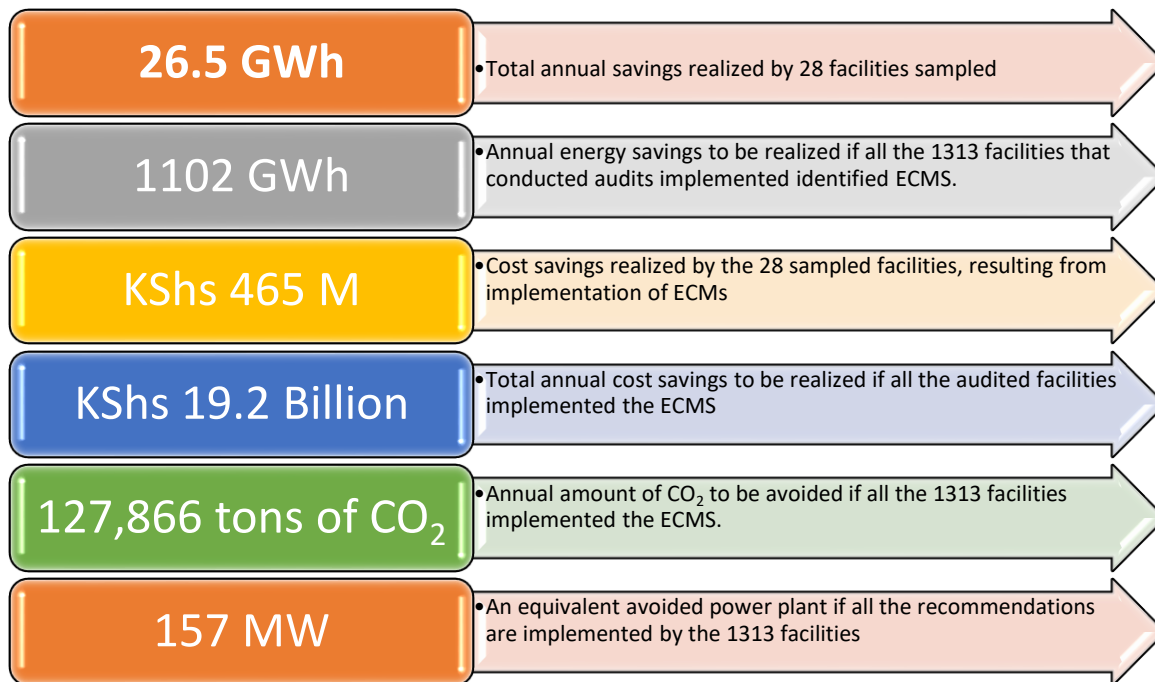 26.5 GWh
•Total annual savings realized by 28 facilities sampled
1102 GWh
•Annual energy savings to be realized if all the 1313 facilities that
conducted audits implemented identified ECMS.
KShs 465 M
•Cost savings realized by the 28 sampled facilities, resulting from
implementation of ECMs
KShs 19.2 Billion
•Total annual cost savings to be realized if all the audited facilities
implemented the ECMS
127,866 tons of CO₂
•Annual amount of CO₂ to be avoided if all the 1313 facilities
implemented the ECMS.
157 MW
•An equivalent avoided power plant if all the recommendations
are implemented by the 1313 facilities